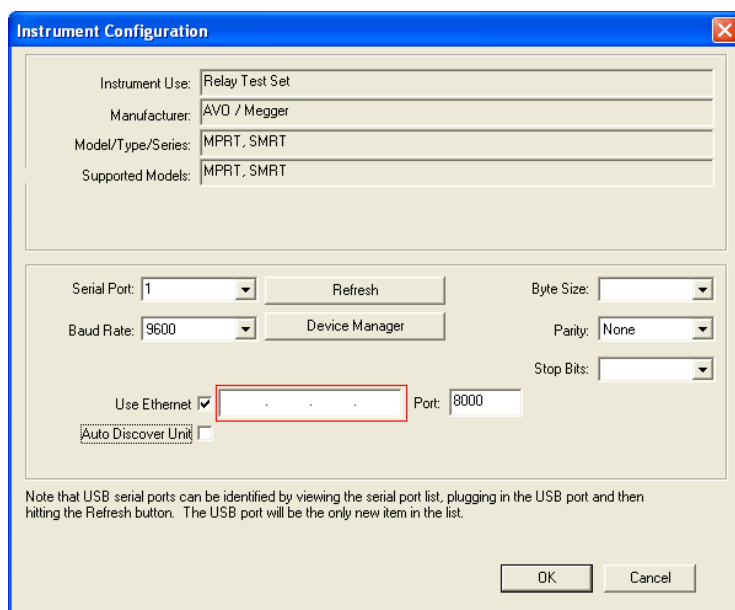 Instrument Configuration
Instrument Use: Relay Test Set
Manufacturer: AVO / Megger
Model/Type/Series: MPRT, SMRT
Supported Models: MPRT, SMRT
Serial Port: 1 Refresh Byte Size:
Baud Rate: 9600 Device Manager Parity: None
Stop Bits:
Use Ethernet . . . Port: 8000
Auto Discover Unit
Note that USB serial ports can be identified by viewing the serial port list, plugging in the USB port and then
hitting the Refresh button. The USB port will be the only new item in the list.
OK Cancel